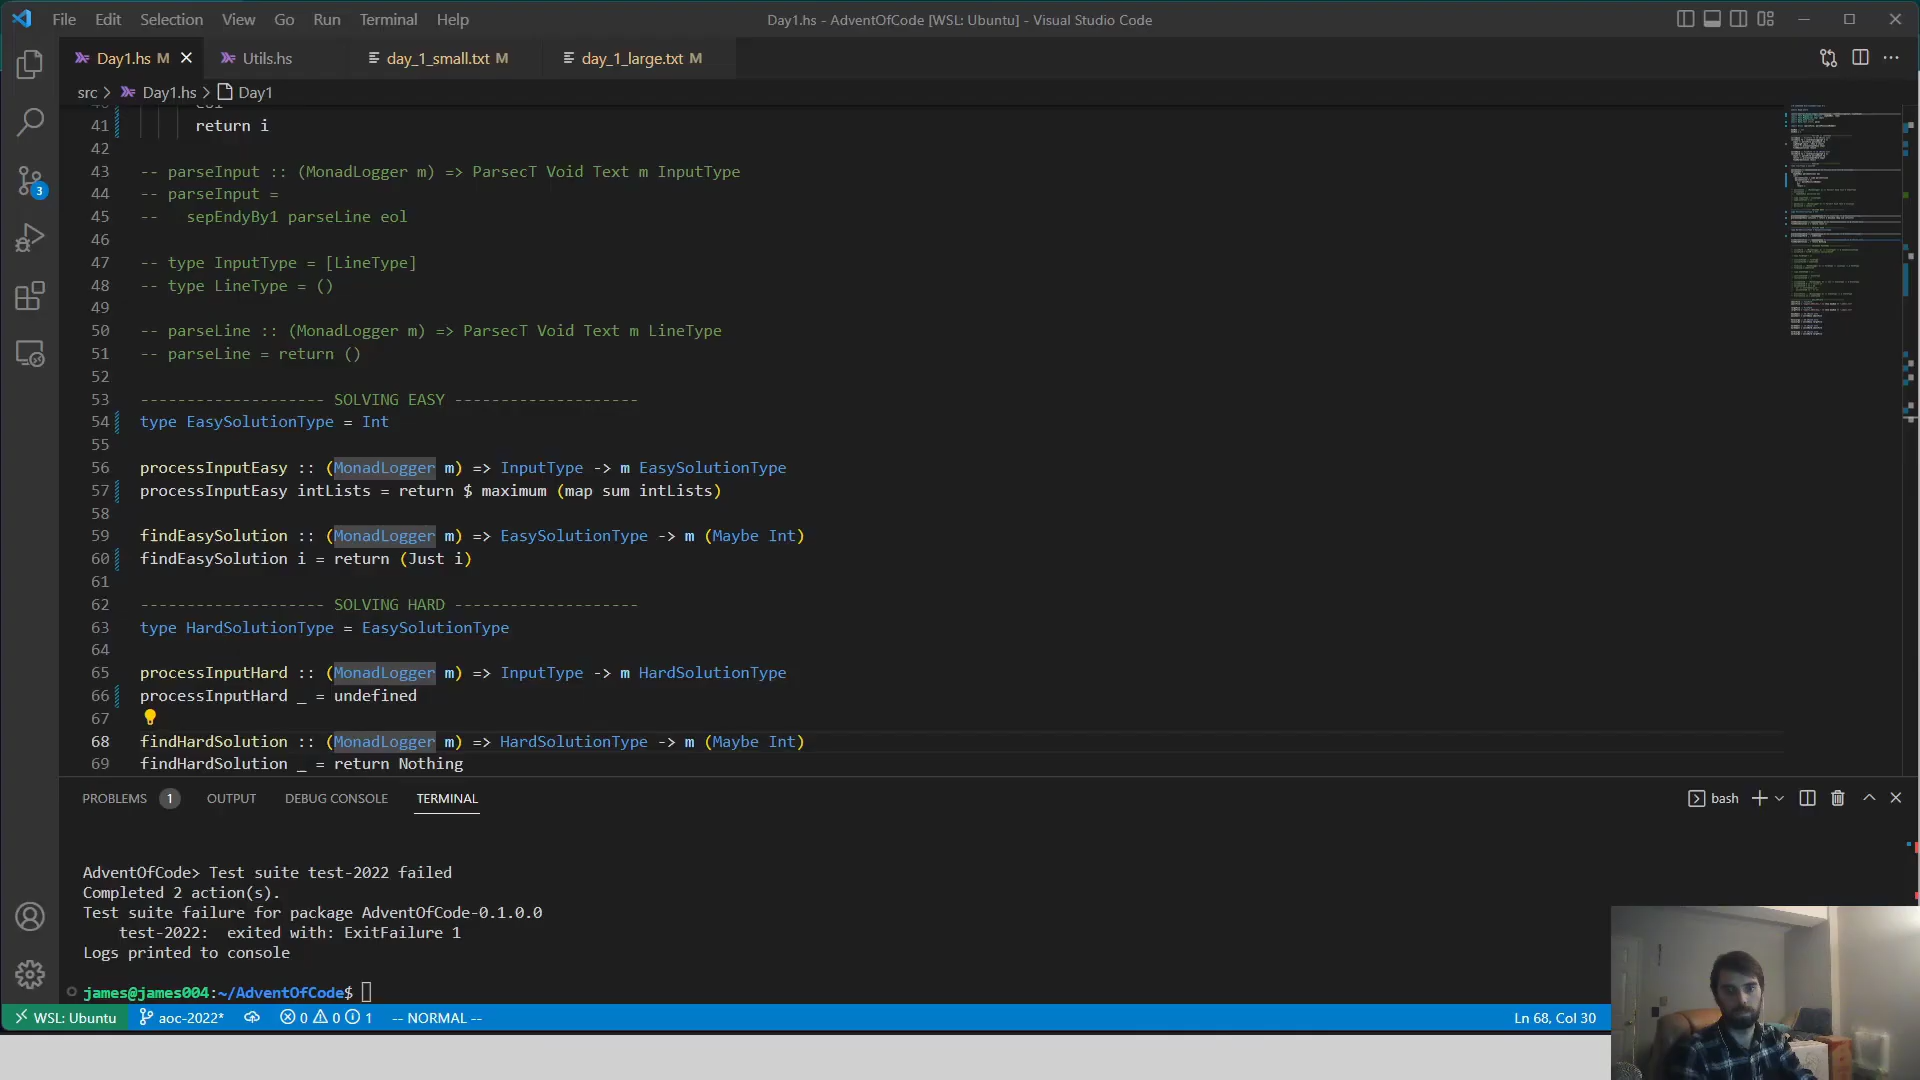 File Edit Selection View Go Run Terminal Help
Day1.hs - AdventOfCode [WSL: Ubuntu] - Visual Studio Code
Day1.hs M
Utils.hs
day_1_small.txt M
day_1_large.txt M
src > Day1.hs > Day1
41 return i
42
43 -- parseInput :: (MonadLogger m) => ParsecT Void Text m InputType
44 -- parseInput =
45 --   sepEndyBy1 parseLine eol
46
47 -- type InputType = [LineType]
48 -- type LineType = ()
49
50 -- parseLine :: (MonadLogger m) => ParsecT Void Text m LineType
51 -- parseLine = return ()
52
53 -------------------- SOLVING EASY --------------------
54 type EasySolutionType = Int
55
56 processInputEasy :: (MonadLogger m) => InputType -> m EasySolutionType
57 processInputEasy intLists = return $ maximum (map sum intLists)
58
59 findEasySolution :: (MonadLogger m) => EasySolutionType -> m (Maybe Int)
60 findEasySolution i = return (Just i)
61
62 -------------------- SOLVING HARD --------------------
63 type HardSolutionType = EasySolutionType
64
65 processInputHard :: (MonadLogger m) => InputType -> m HardSolutionType
66 processInputHard _ = undefined
67
68 findHardSolution :: (MonadLogger m) => HardSolutionType -> m (Maybe Int)
69 findHardSolution _ = return Nothing
3
PROBLEMS 1 OUTPUT DEBUG CONSOLE TERMINAL
bash
AdventOfCode> Test suite test-2022 failed
Completed 2 action(s).
Test suite failure for package AdventOfCode-0.1.0.0
    test-2022:  exited with: ExitFailure 1
Logs printed to console
james@james004:~/AdventOfCode$
WSL: Ubuntu aoc-2022* 0 0 1 -- NORMAL --
Ln 68, Col 30